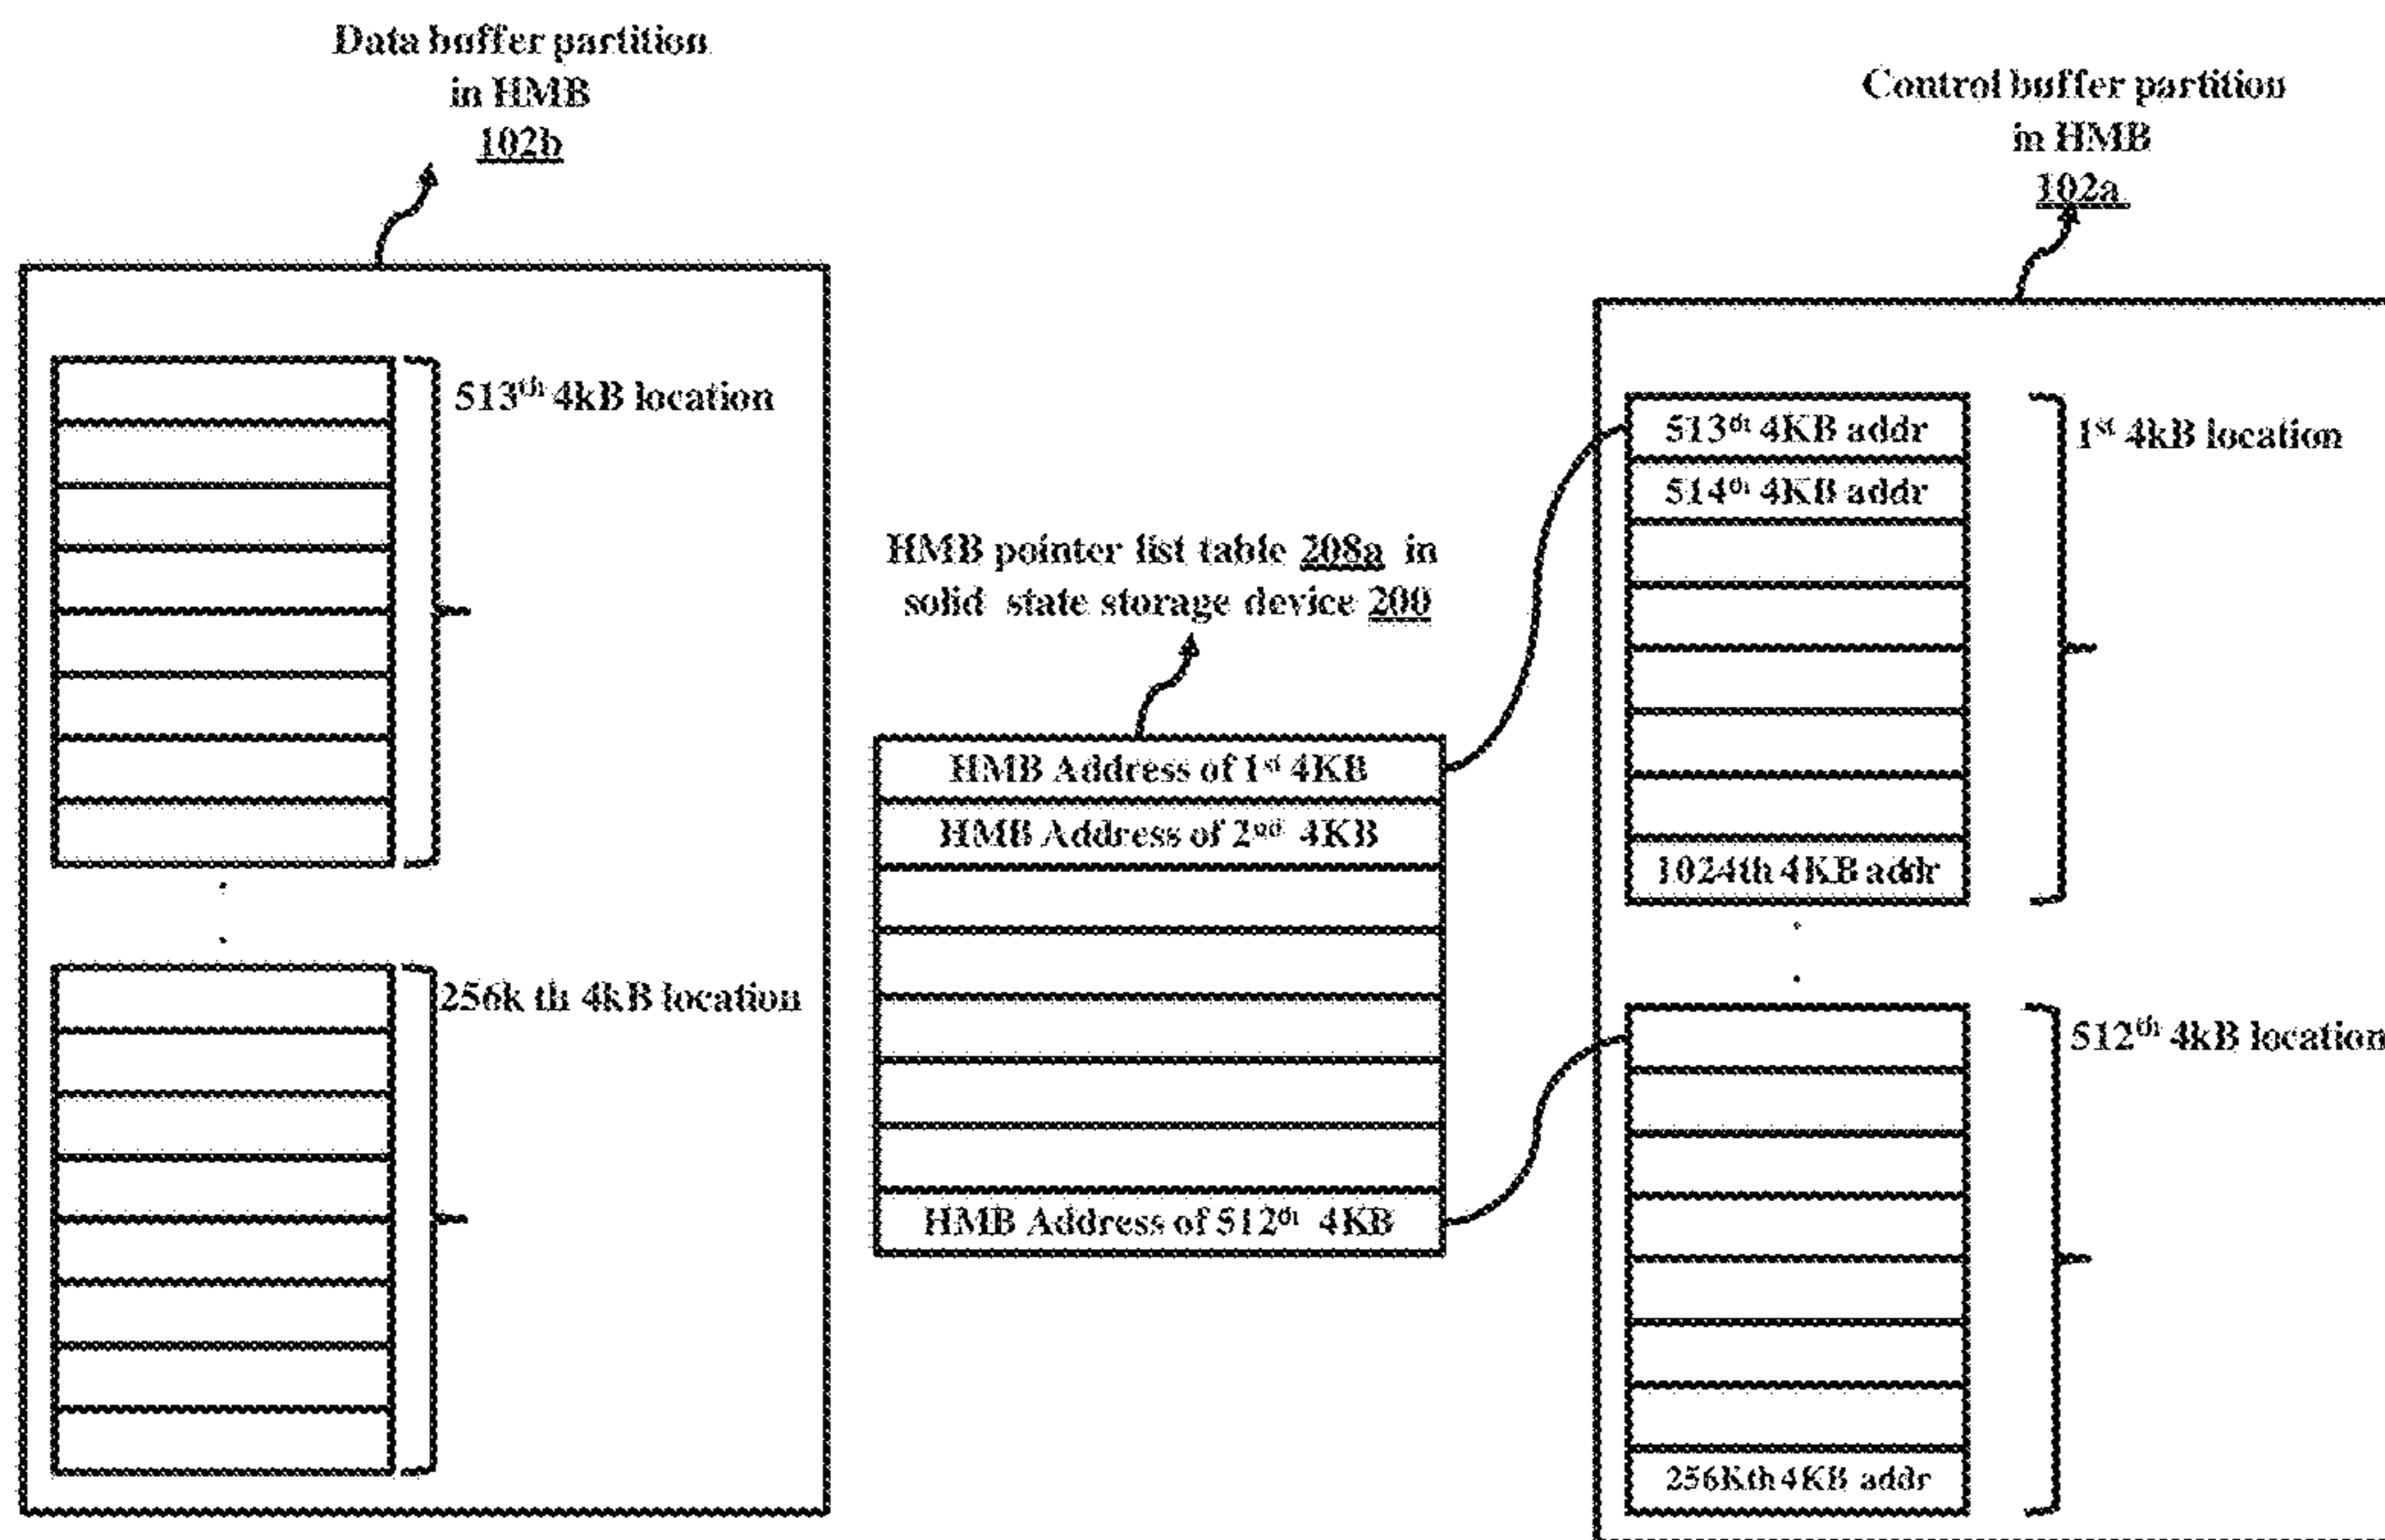 Data buffer partition
in HMB
102b
513th 4kB location
256k th 4kB location
HMB pointer list table 208a in
solid state storage device 200
HMB Address of 1st 4KB
HMB Address of 2nd 4KB
HMB Address of 512th 4KB
Control buffer partition
in HMB
102a
513th 4KB addr
514th 4KB addr
1024th 4KB addr
1st 4kB location
512th 4kB location
256Kth 4KB addr